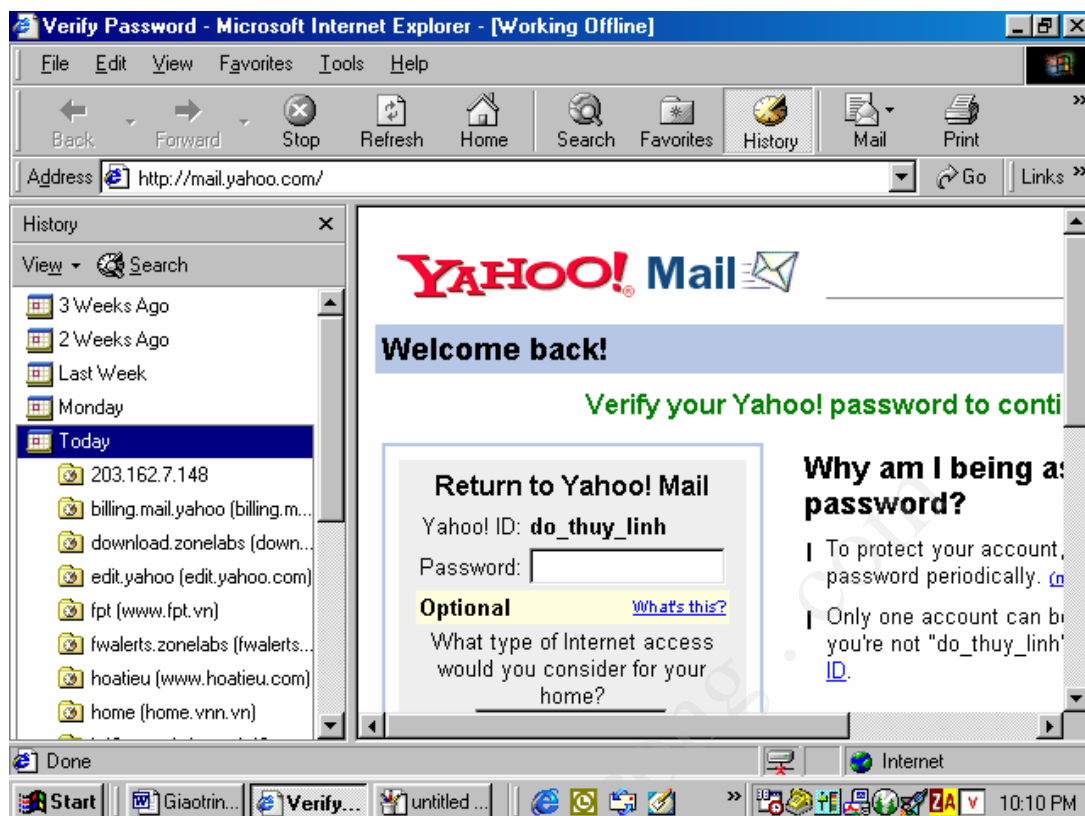 Verify Password - Microsoft Internet Explorer - [Working Offline]
File Edit View Favorites Tools Help
Back Forward Stop Refresh Home Search Favorites History Mail Print »
Address http://mail.yahoo.com/ Go Links »
History
View Search
3 Weeks Ago
2 Weeks Ago
Last Week
Monday
Today
203.162.7.148
billing.mail.yahoo (billing.m...
download.zonelabs (down...
edit.yahoo (edit.yahoo.com)
fpt (www.fpt.vn)
fwalerts.zonelabs (fwalerts...
hoatieu (www.hoatieu.com)
home (home.vnn.vn)
YAHOO!® Mail
Welcome back!
Verify your Yahoo! password to conti
Return to Yahoo! Mail
Yahoo! ID: do_thuy_linh
Password:
Optional What's this?
What type of Internet access
would you consider for your
home?
Why am I being a
password?
To protect your account,
password periodically. (
Only one account can b
you're not "do_thuy_linh"
ID.
Done Internet
Start Giaotrin... Verify... untitled ... » ZA V 10:10 PM